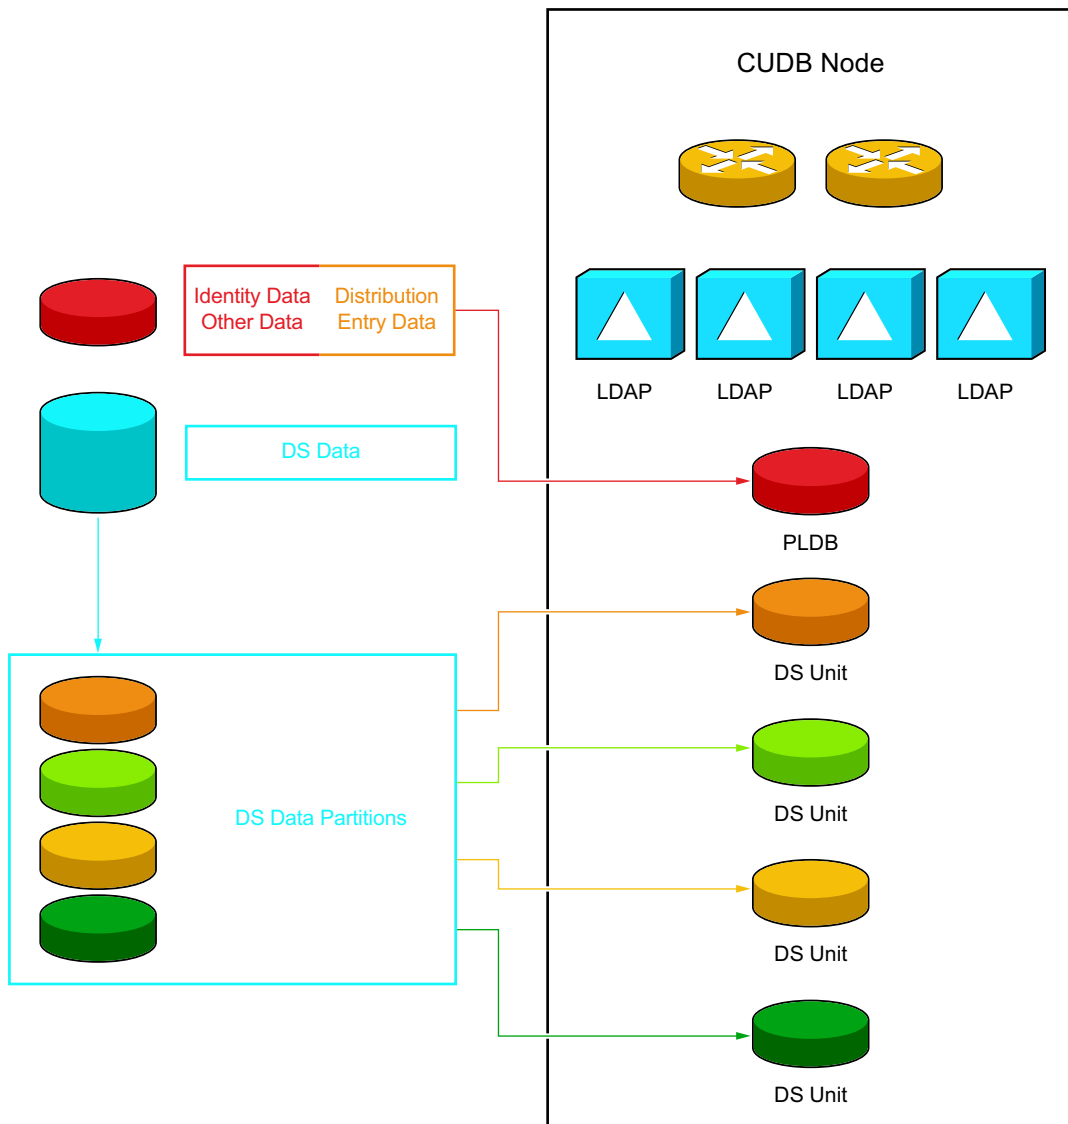 CUDB Node
Identity Data
Other Data
Distribution
Entry Data
LDAP
LDAP
LDAP
LDAP
DS Data
PLDB
DS Unit
DS Data Partitions
DS Unit
DS Unit
DS Unit